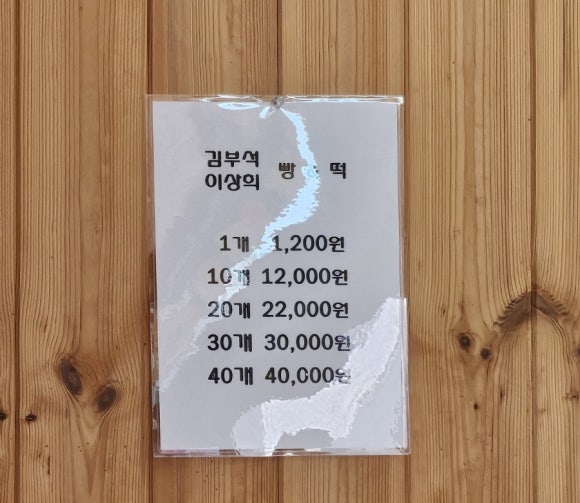 김부석
이상의
빵 떡
1개 1,200원
10개 12,000원
20개 22,000원
30개 30,000원
40개 40,000원